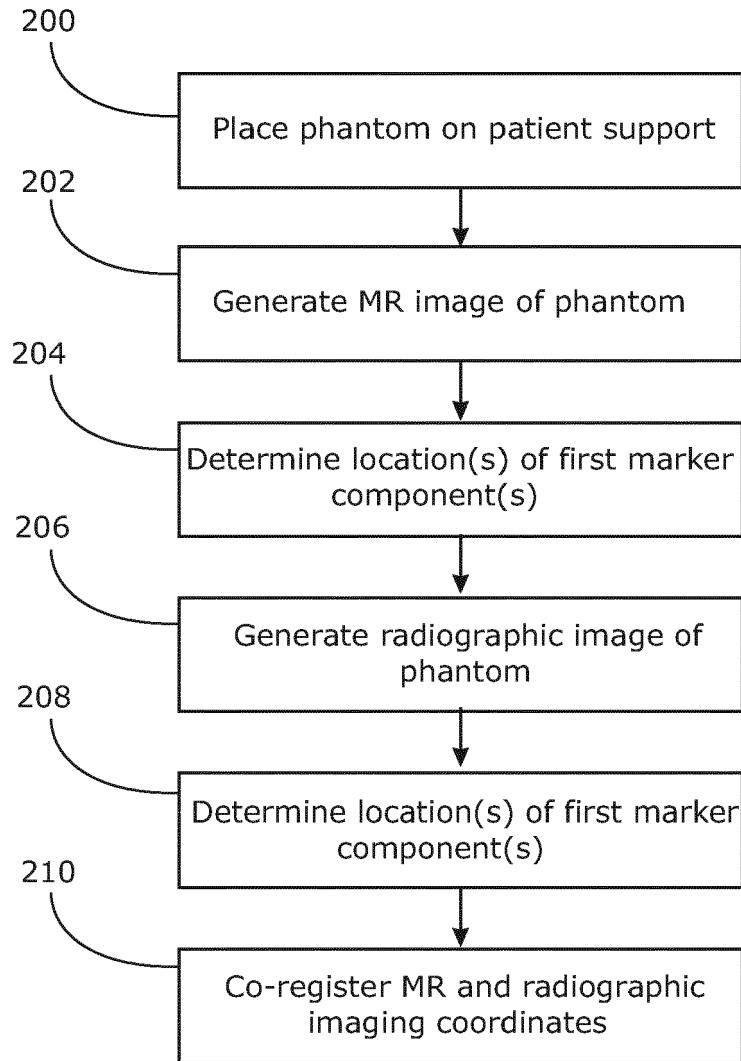 200
Place phantom on patient support
202
Generate MR image of phantom
204
Determine location(s) of first marker
component(s)
206
Generate radiographic image of
phantom
208
Determine location(s) of first marker
component(s)
210
Co-register MR and radiographic
imaging coordinates